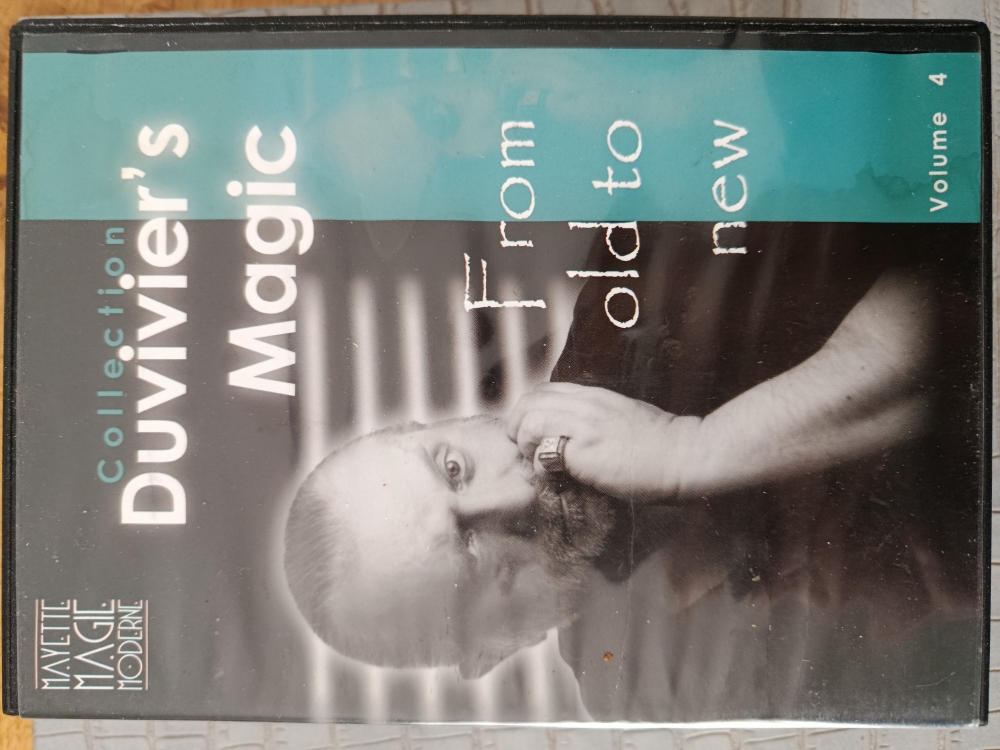 MAYETTE
MAGIE
MODERNE
Collection
Duvivier's
Magic
From
old to
new
Volume 4